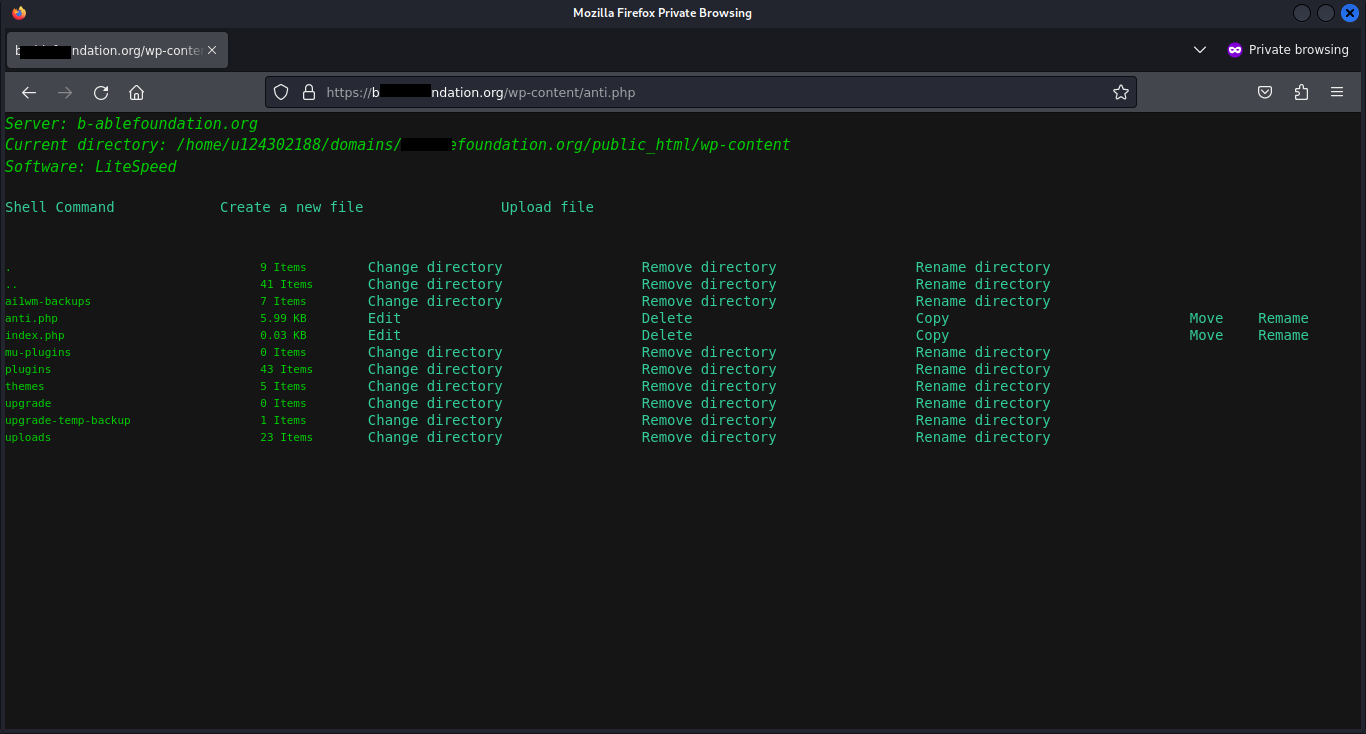 Mozilla Firefox Private Browsing
b ndation.org/wp-conte
Private browsing
https://b ndation.org/wp-content/anti.php
Server: b-ablefoundation.org
Current directory: /home/u124302188/domains/ efoundation.org/public_html/wp-content
Software: LiteSpeed
Shell Command Create a new file Upload file
. 9 Items Change directory Remove directory Rename directory
.. 41 Items Change directory Remove directory Rename directory
ai1wm-backups 7 Items Change directory Remove directory Rename directory
anti.php 5.99 KB Edit Delete Copy Move Remame
index.php 0.03 KB Edit Delete Copy Move Remame
mu-plugins 0 Items Change directory Remove directory Rename directory
plugins 43 Items Change directory Remove directory Rename directory
themes 5 Items Change directory Remove directory Rename directory
upgrade 0 Items Change directory Remove directory Rename directory
upgrade-temp-backup 1 Items Change directory Remove directory Rename directory
uploads 23 Items Change directory Remove directory Rename directory